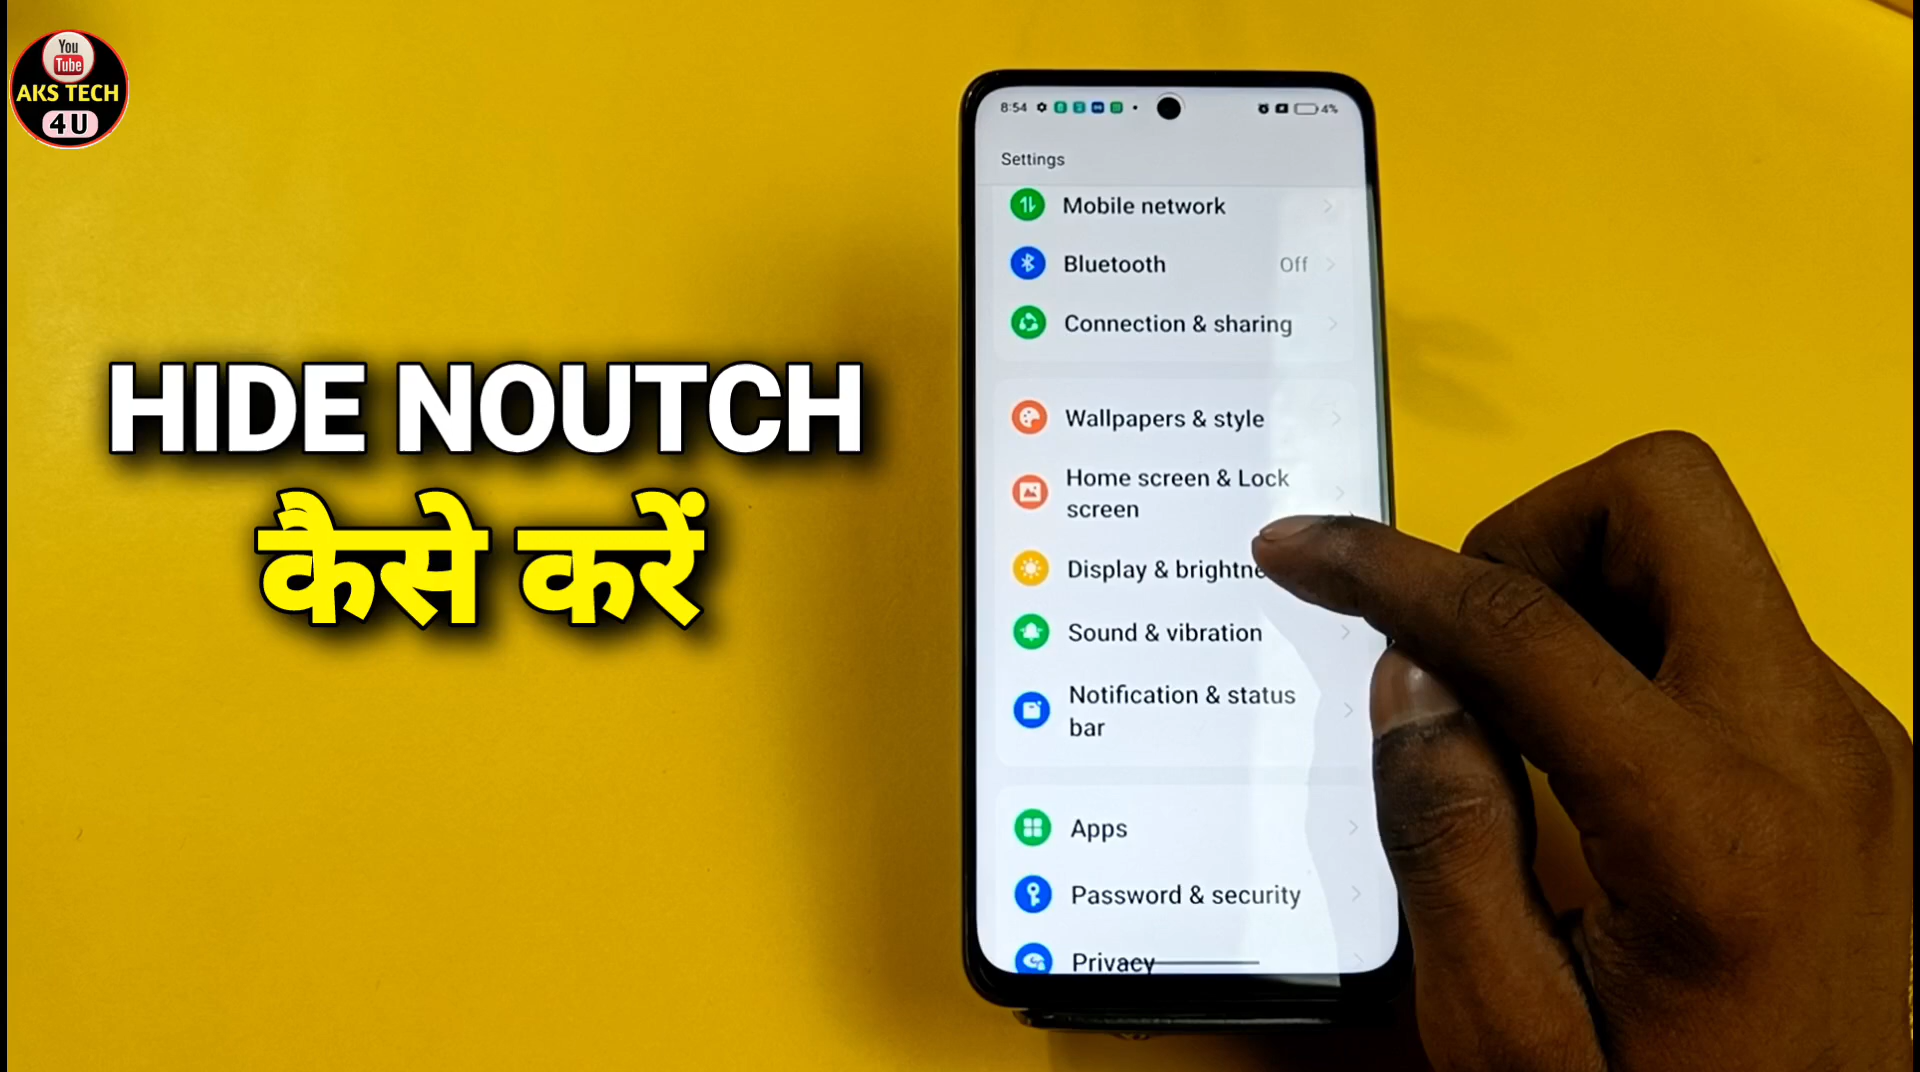 You
Tube
AKS TECH
4U
HIDE NOUTCH
कैसे करें
8:54
4%
Settings
Mobile network
Bluetooth Off
Connection & sharing
Wallpapers & style
Home screen & Lock
screen
Display & brightne
Sound & vibration
Notification & status
bar
Apps
Password & security
Privacy